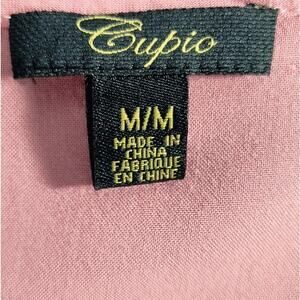 Cupio
M/M
MADE IN
CHINA
FABRIQUE
EN CHINE